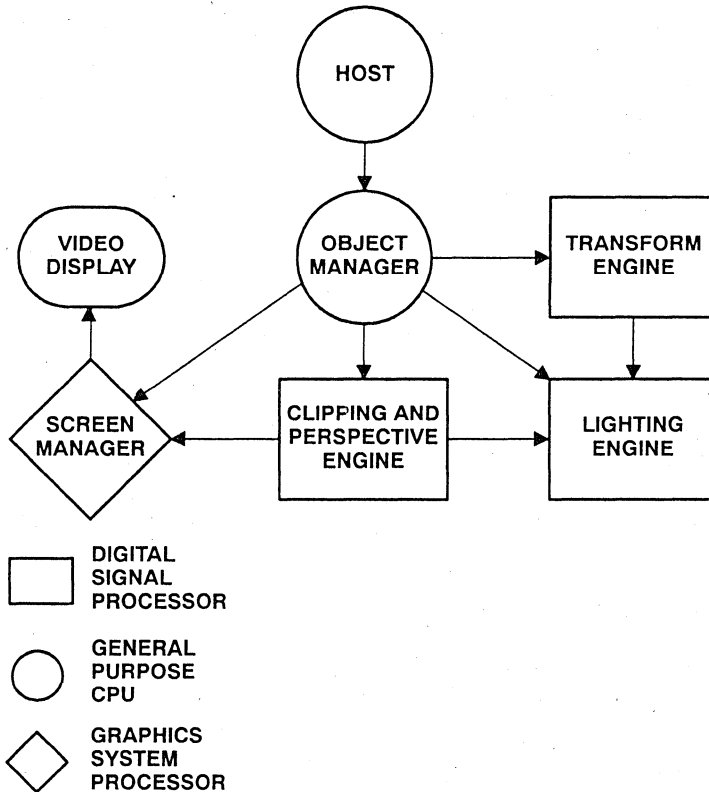 HOST
VIDEO
DISPLAY
OBJECT
MANAGER
TRANSFORM
ENGINE
SCREEN
MANAGER
CLIPPING AND
PERSPECTIVE
ENGINE
LIGHTING
ENGINE
DIGITAL
SIGNAL
PROCESSOR
GENERAL
PURPOSE
CPU
GRAPHICS
SYSTEM
PROCESSOR